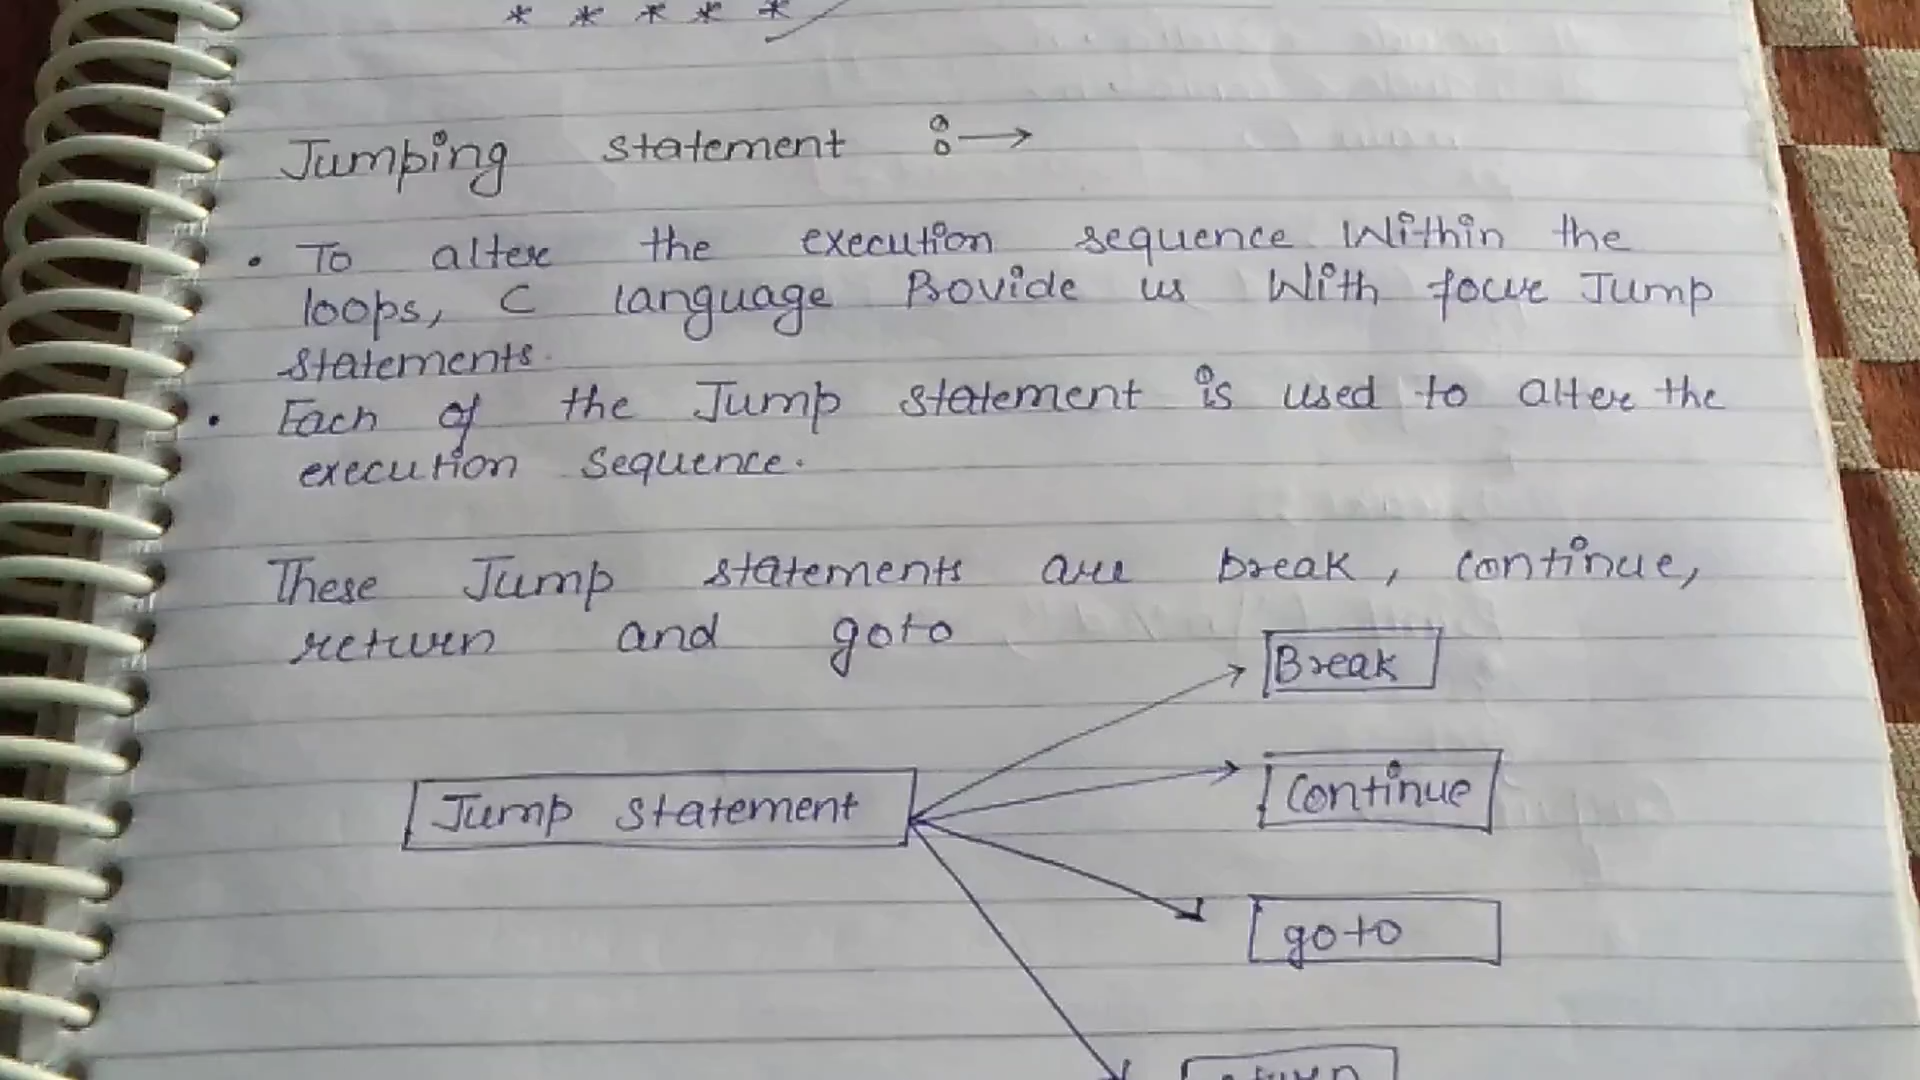 * * * * *
Jumping statement :→
• To alter the execution sequence Within the
loops, C language Provide us With four Jump
statements.
• Each of the Jump statement is used to alter the
execution sequence.
These Jump statements are break, continue,
return and goto
Break
Jump statement
Continue
goto
return